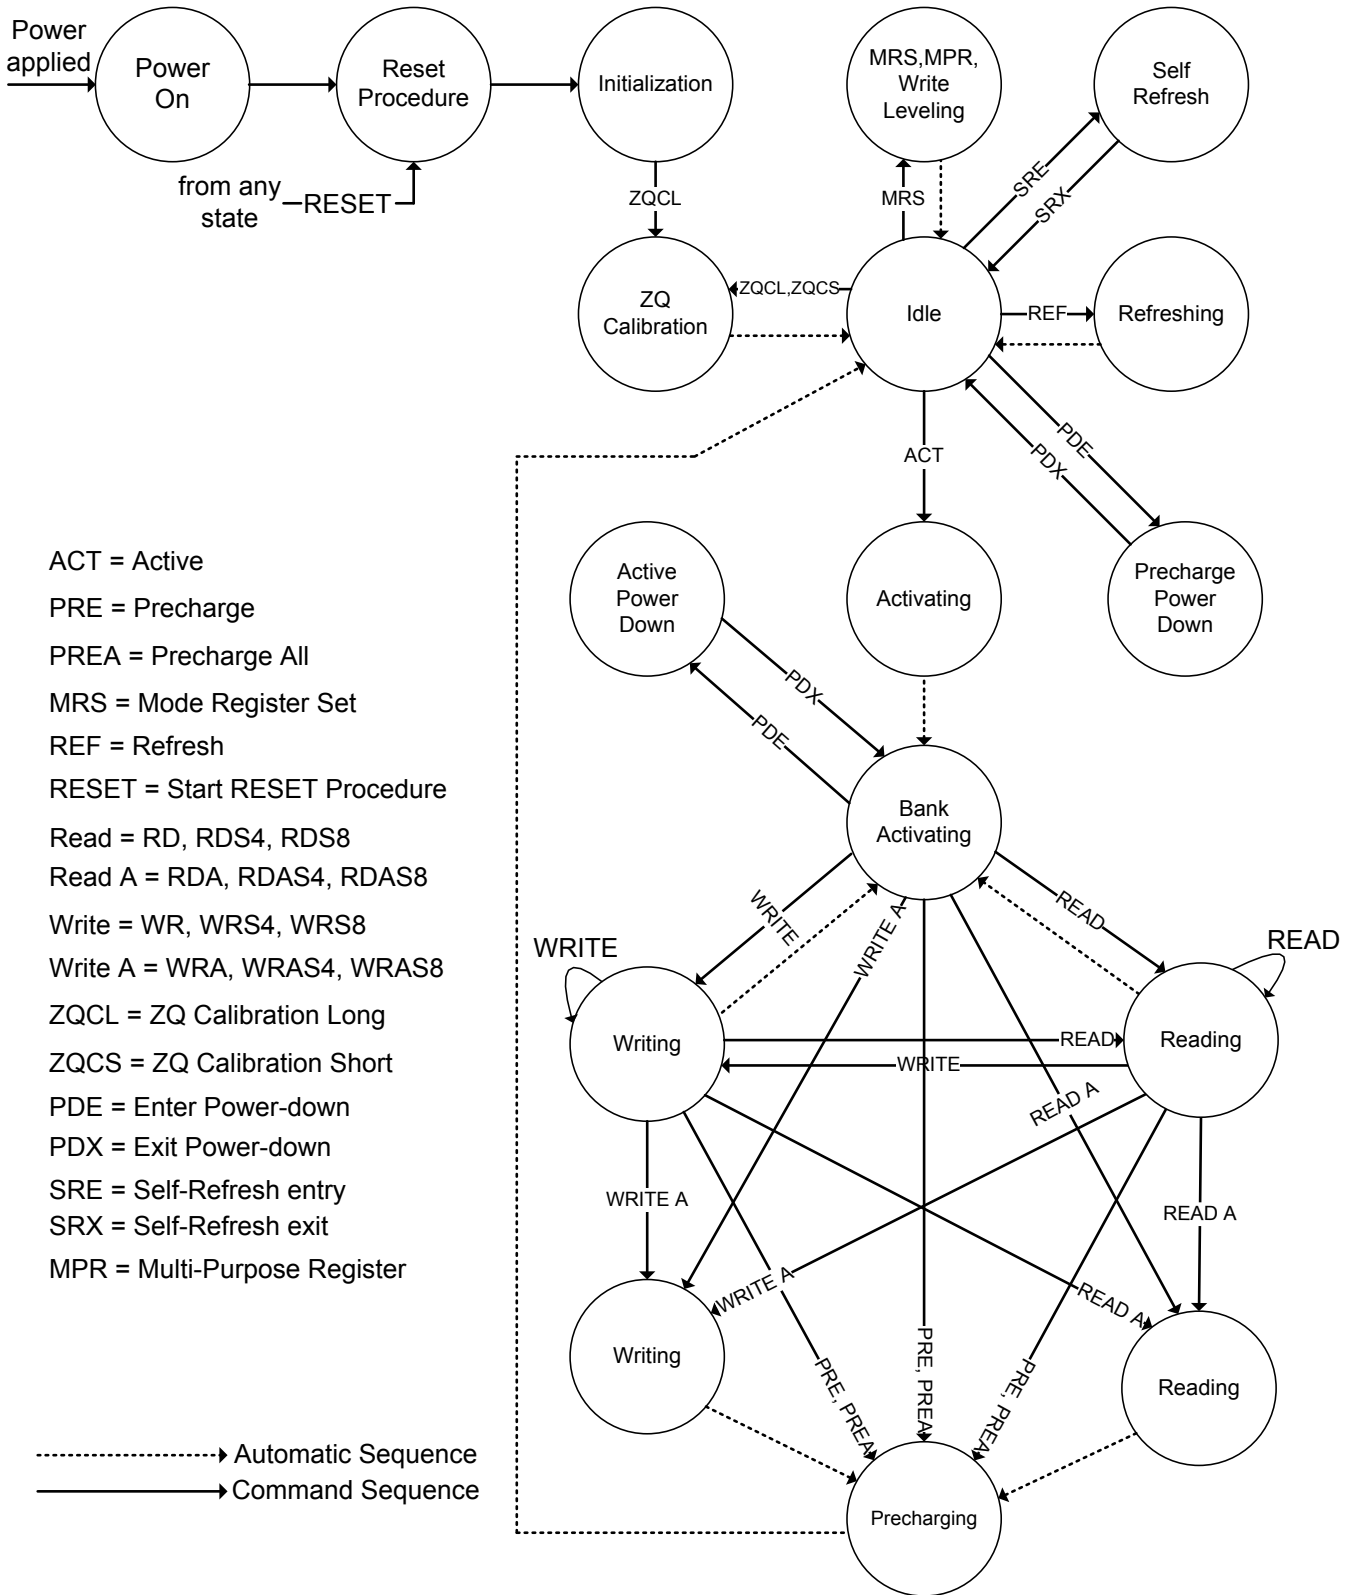 Power
applied
Power
On
Reset
Procedure
Initialization
MRS,MPR,
Write
Leveling
Self
Refresh
from any
state
RESET
ZQCL
MRS
SRE
SRX
ZQ
Calibration
ZQCL,ZQCS
Idle
REF
Refreshing
ACT
PDE
PDX
Active
Power
Down
Activating
Precharge
Power
Down
PDX
PDE
Bank
Activating
ACT = Active
PRE = Precharge
PREA = Precharge All
MRS = Mode Register Set
REF = Refresh
RESET = Start RESET Procedure
Read = RD, RDS4, RDS8
Read A = RDA, RDAS4, RDAS8
Write = WR, WRS4, WRS8
Write A = WRA, WRAS4, WRAS8
ZQCL = ZQ Calibration Long
ZQCS = ZQ Calibration Short
PDE = Enter Power-down
PDX = Exit Power-down
SRE = Self-Refresh entry
SRX = Self-Refresh exit
MPR = Multi-Purpose Register
WRITE
WRITE A
READ
WRITE
READ
Writing
READ
WRITE
Reading
READ A
WRITE A
READ A
WRITE A
READ A
Writing
PRE, PREA
PRE, PREA
PRE, PREA
Reading
Precharging
Automatic Sequence
Command Sequence